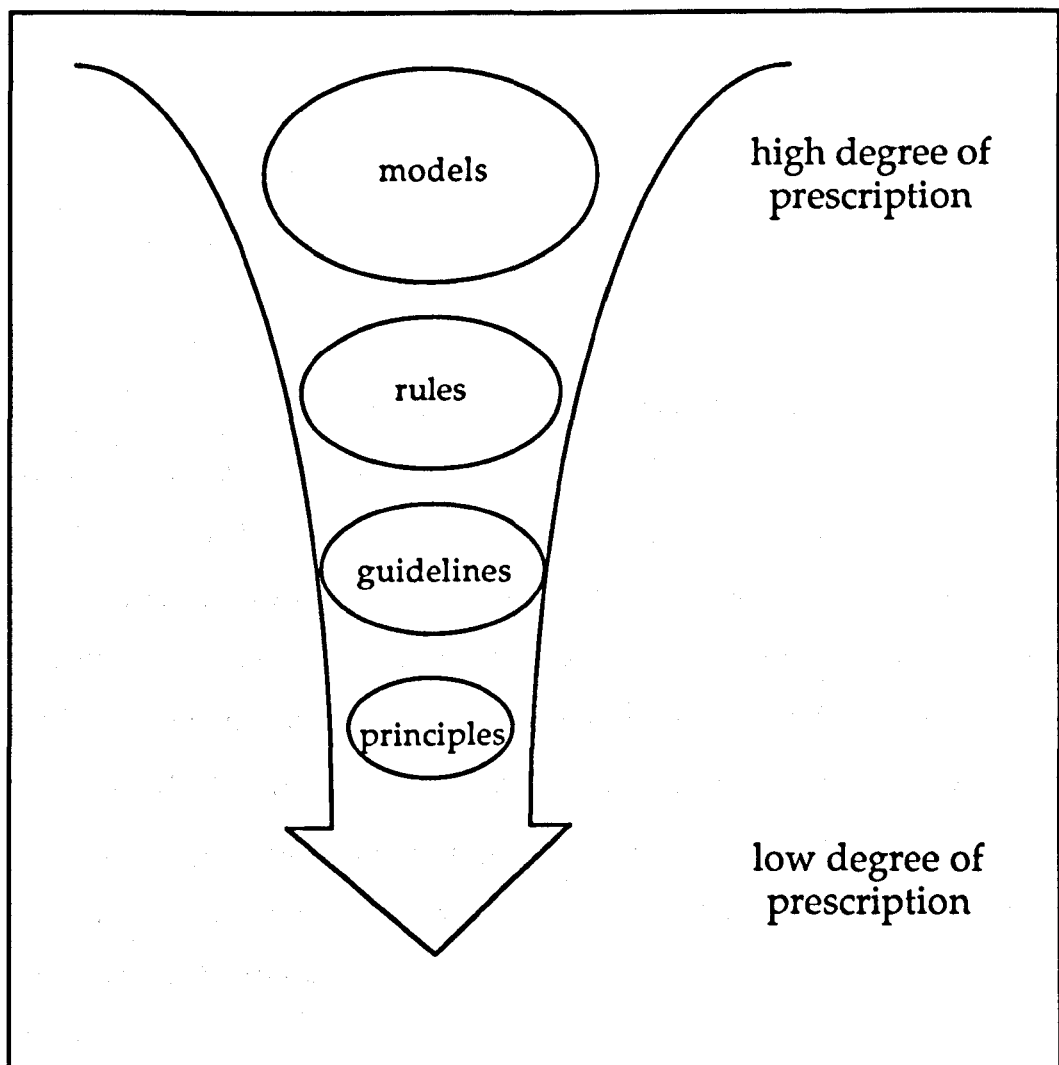 models
high degree of
prescription
rules
guidelines
principles
low degree of
prescription